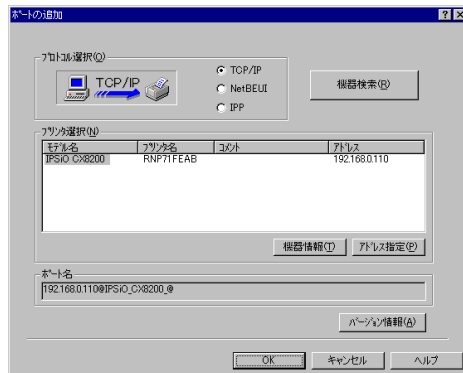 ﾎﾟｰﾄの追加
ﾌﾟﾛﾄｺﾙ選択(O)
TCP/IP
TCP/IP
NetBEUI
IPP
機器検索(R)
ﾌﾟﾘﾝﾀ選択(N)
ﾓﾃﾞﾙ名 ﾌﾟﾘﾝﾀ名 ｺﾒﾝﾄ ｱﾄﾞﾚｽ
IPSiO CX8200 RNP71FEAB 192.168.0.110
機器情報(T) ｱﾄﾞﾚｽ指定(P)
ﾎﾟｰﾄ名
192.168.0.110@IPSiO_CX8200_@
ﾊﾞｰｼﾞｮﾝ情報(A)
OK ｷｬﾝｾﾙ ﾍﾙﾌﾟ